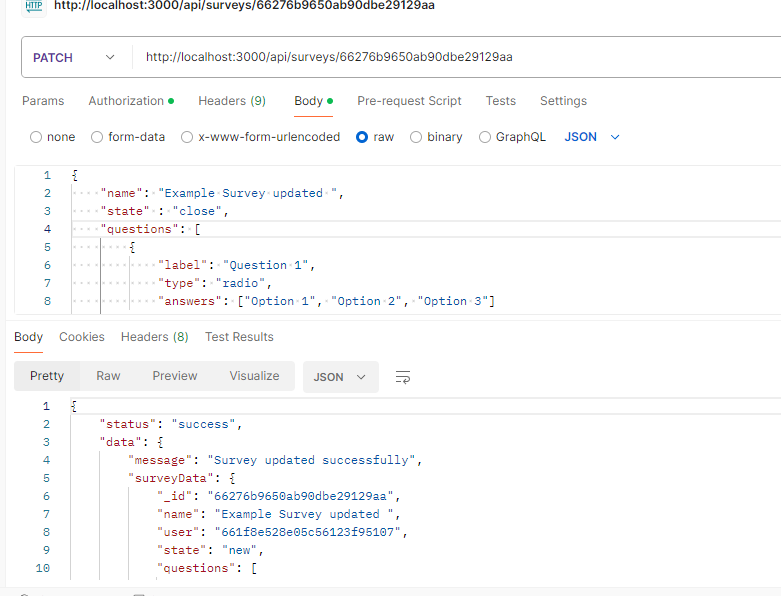 HTTP http://localhost:3000/api/surveys/66276b9650ab90dbe29129aa
PATCH http://localhost:3000/api/surveys/66276b9650ab90dbe29129aa
Params Authorization Headers (9) Body Pre-request Script Tests Settings
none form-data x-www-form-urlencoded raw binary GraphQL JSON
1 {
2 "name": "Example Survey updated ",
3 "state" : "close",
4 "questions": [
5 {
6 "label": "Question 1",
7 "type": "radio",
8 "answers": ["Option 1", "Option 2", "Option 3"]
Body Cookies Headers (8) Test Results
Pretty Raw Preview Visualize JSON
1 {
2 "status": "success",
3 "data": {
4 "message": "Survey updated successfully",
5 "surveyData": {
6 "_id": "66276b9650ab90dbe29129aa",
7 "name": "Example Survey updated ",
8 "user": "661f8e528e05c56123f95107",
9 "state": "new",
10 "questions": [